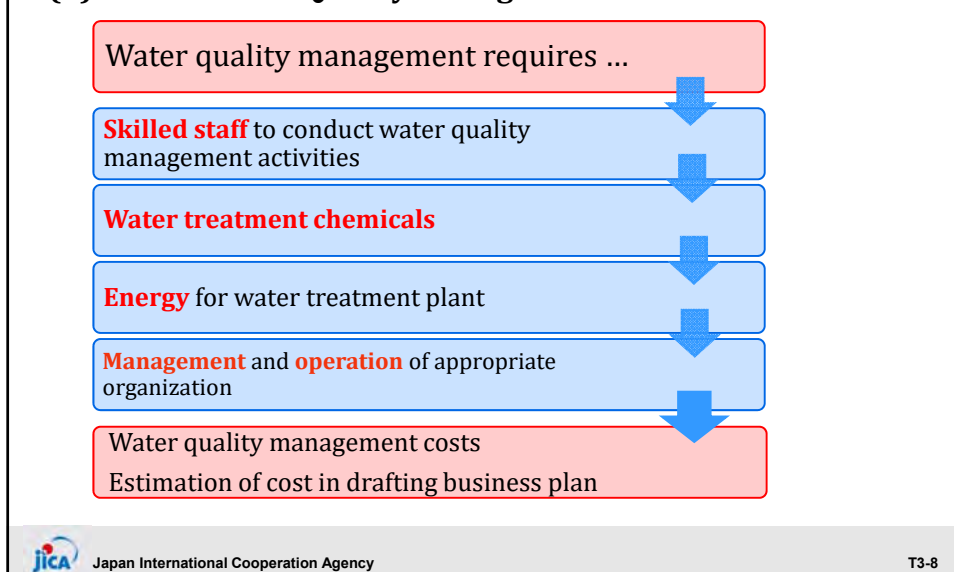 Water quality management requires …
Skilled staff to conduct water quality
management activities
Water treatment chemicals
Energy for water treatment plant
Management and operation of appropriate
organization
Water quality management costs
Estimation of cost in drafting business plan
jICA Japan International Cooperation Agency T3-8